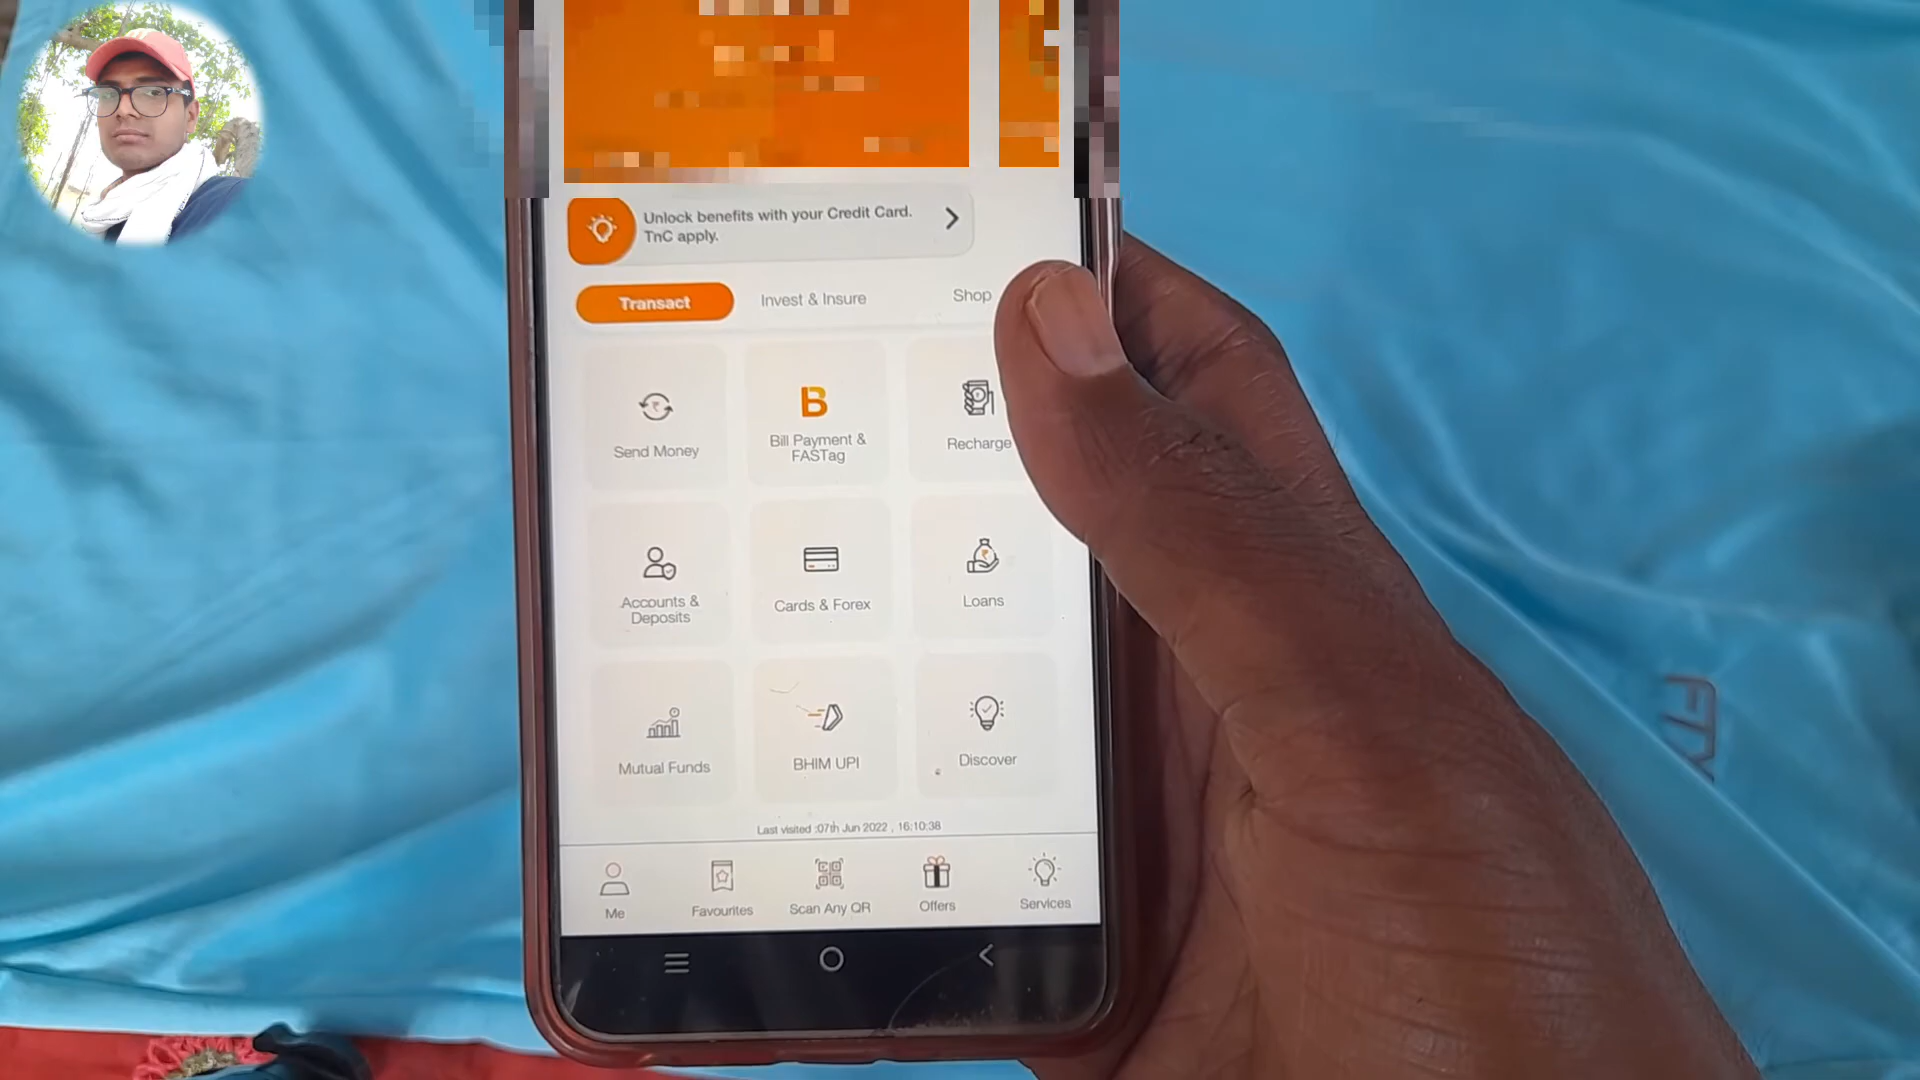 Unlock benefits with your Credit Card.
TnC apply.
Transact
Invest & Insure
Shop
Send Money
B
Bill Payment &
FASTag
Recharge
Accounts &
Deposits
Cards & Forex
Loans
Mutual Funds
BHIM UPI
Discover
Last visited :07th Jun 2022 , 16:10:38
Me
Favourites
Scan Any QR
Offers
Services
FTX